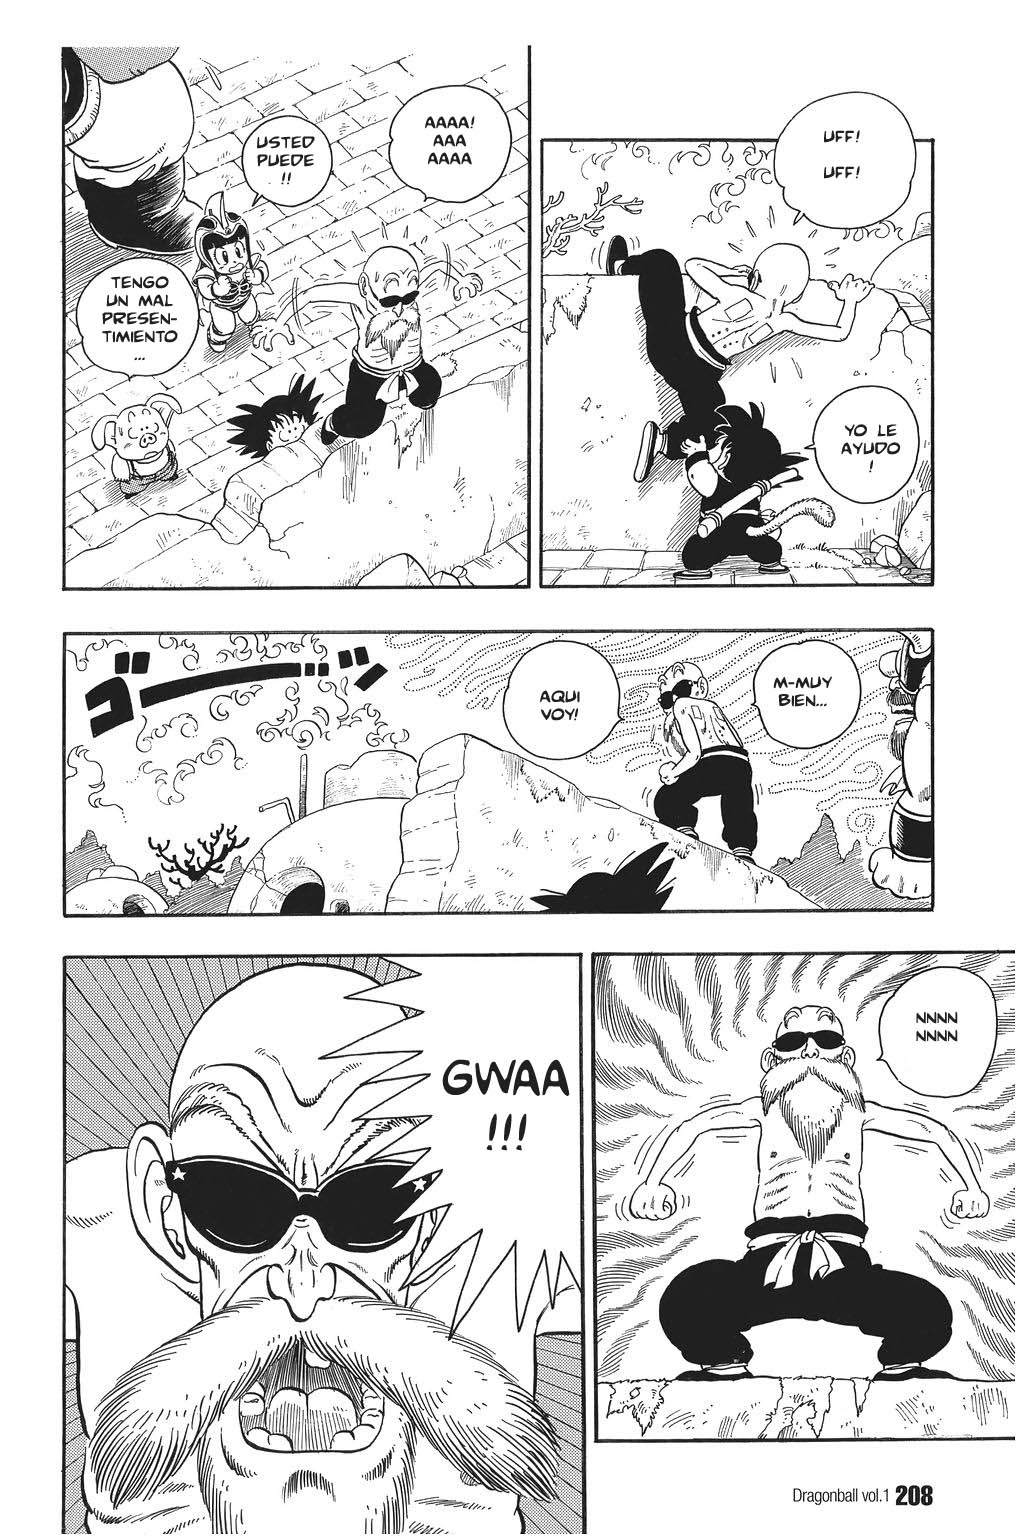 UFF!
UFF!
YO LE
AYUDO
!
AAAA!
AAA
AAAA
USTED
PUEDE
!!
TENGO
UN MAL
PRESEN-
TIMIENTO
...
M-MUY
BIEN...
AQUI
VOY!
ゴーッ
NNNN
NNNN
GWAA
!!!
Dragonball vol.1 208